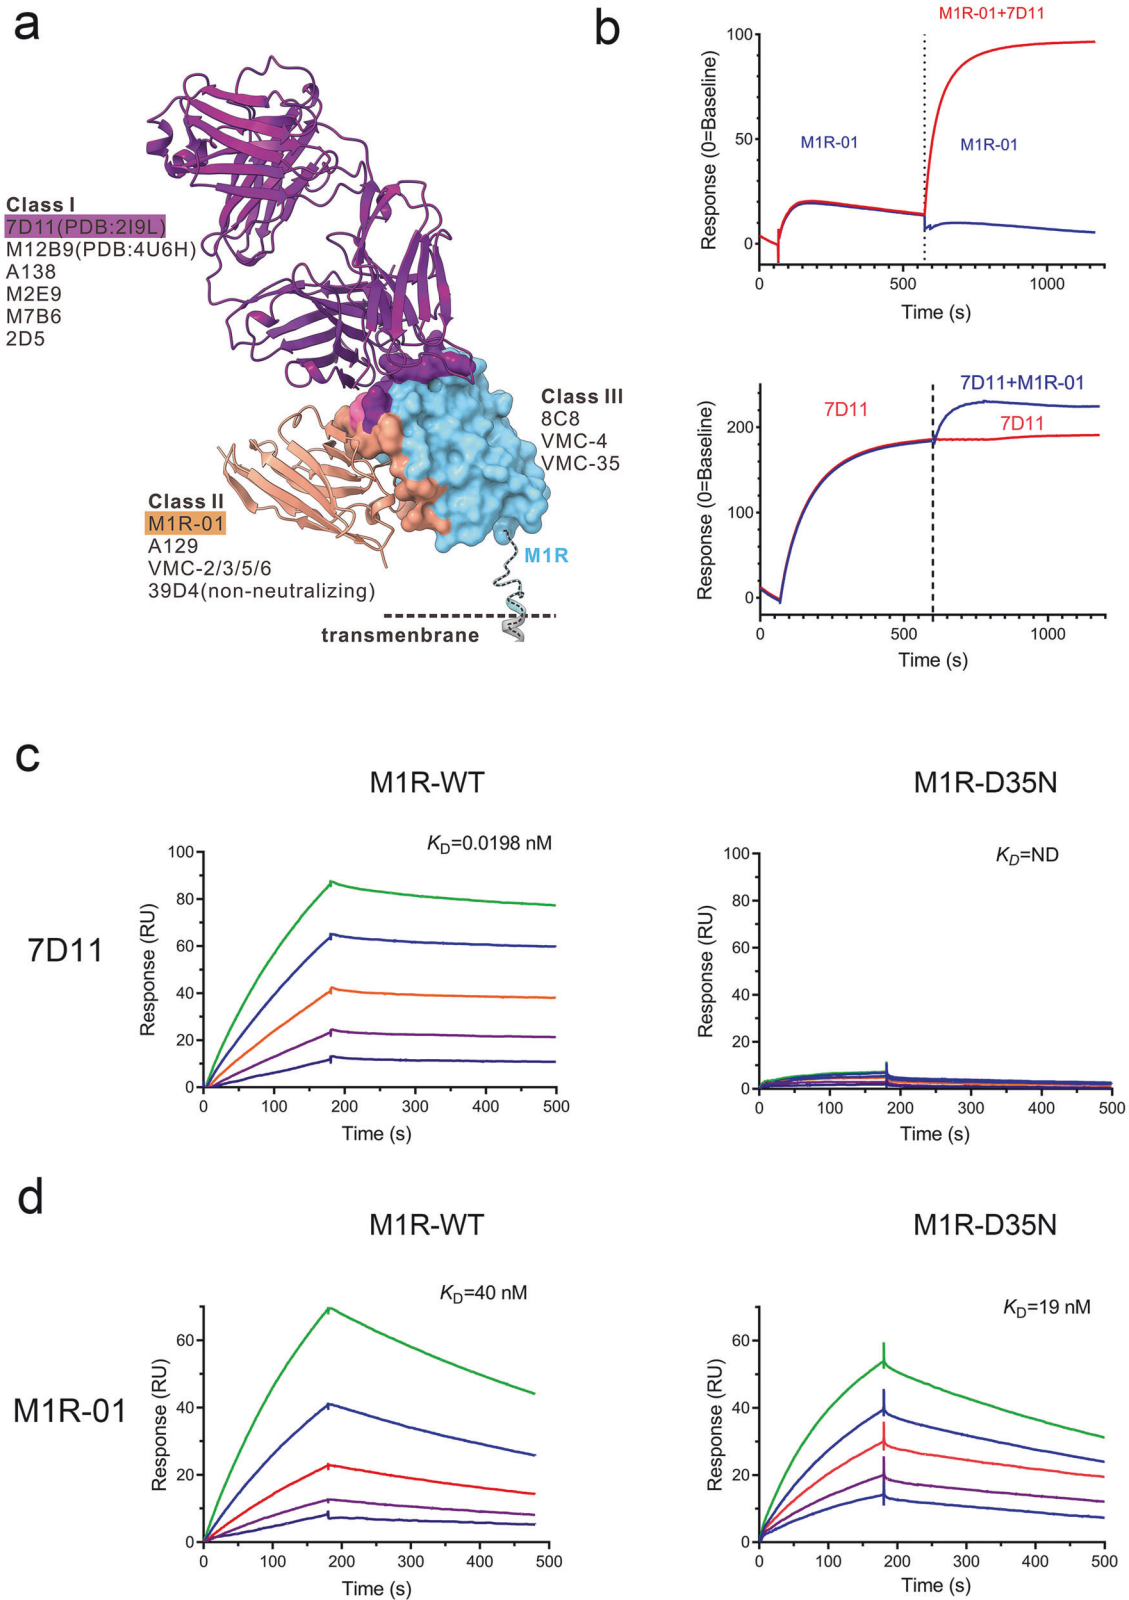 a
Class I
7D11(PDB:2I9L)
M12B9(PDB:4U6H)
A138
M2E9
M7B6
2D5
Class III
8C8
VMC-4
VMC-35
Class II
M1R-01
A129
VMC-2/3/5/6
39D4(non-neutralizing)
M1R
transmenbrane
b
M1R-01+7D11
Response (0=Baseline)
100
50
0
M1R-01
M1R-01
0
500
1000
Time (s)
7D11+M1R-01
7D11
7D11
Response (0=Baseline)
200
100
0
0
500
1000
Time (s)
c
M1R-WT
M1R-D35N
7D11
KD=0.0198 nM
Response (RU)
100
80
60
40
20
0
0 100 200 300 400 500
Time (s)
KD=ND
Response (RU)
100
80
60
40
20
0
0 100 200 300 400 500
Time (s)
d
M1R-WT
M1R-D35N
M1R-01
KD=40 nM
Response (RU)
60
40
20
0
0 100 200 300 400 500
Time (s)
KD=19 nM
Response (RU)
60
40
20
0
0 100 200 300 400 500
Time (s)